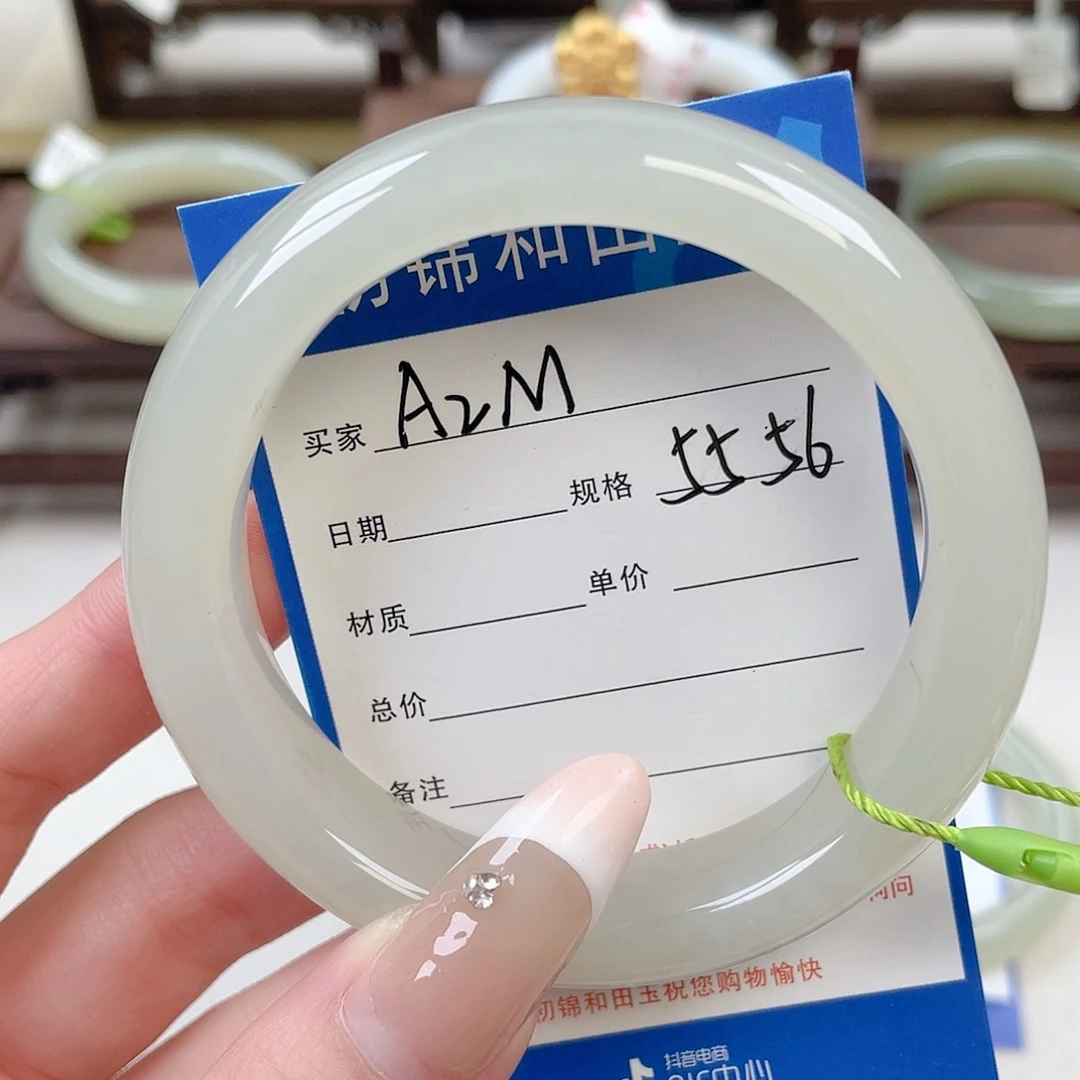 锦和田
买家 A2M
日期 规格 55 56
材质 单价
总价
备注
初锦和田玉祝您购物愉快
抖音电商